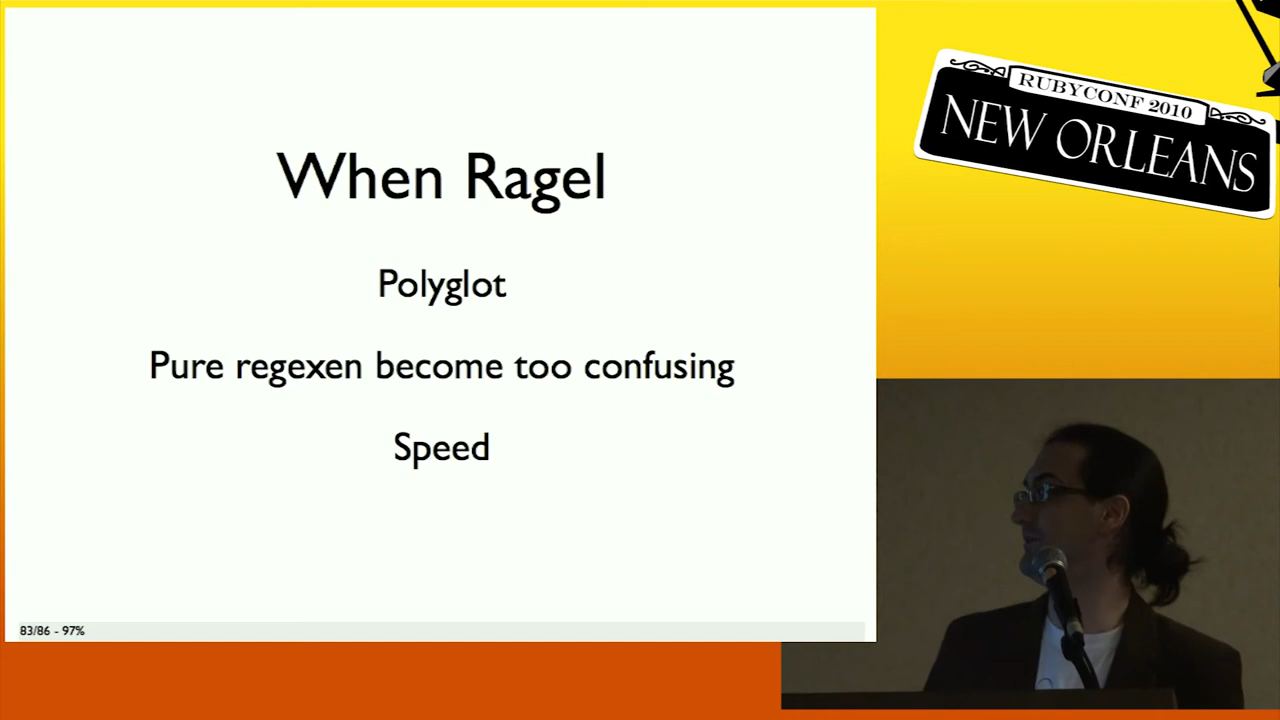 When Ragel
Polyglot
Pure regexen become too confusing
Speed
83/86 - 97%
RUBYCONF 2010
NEW ORLEANS